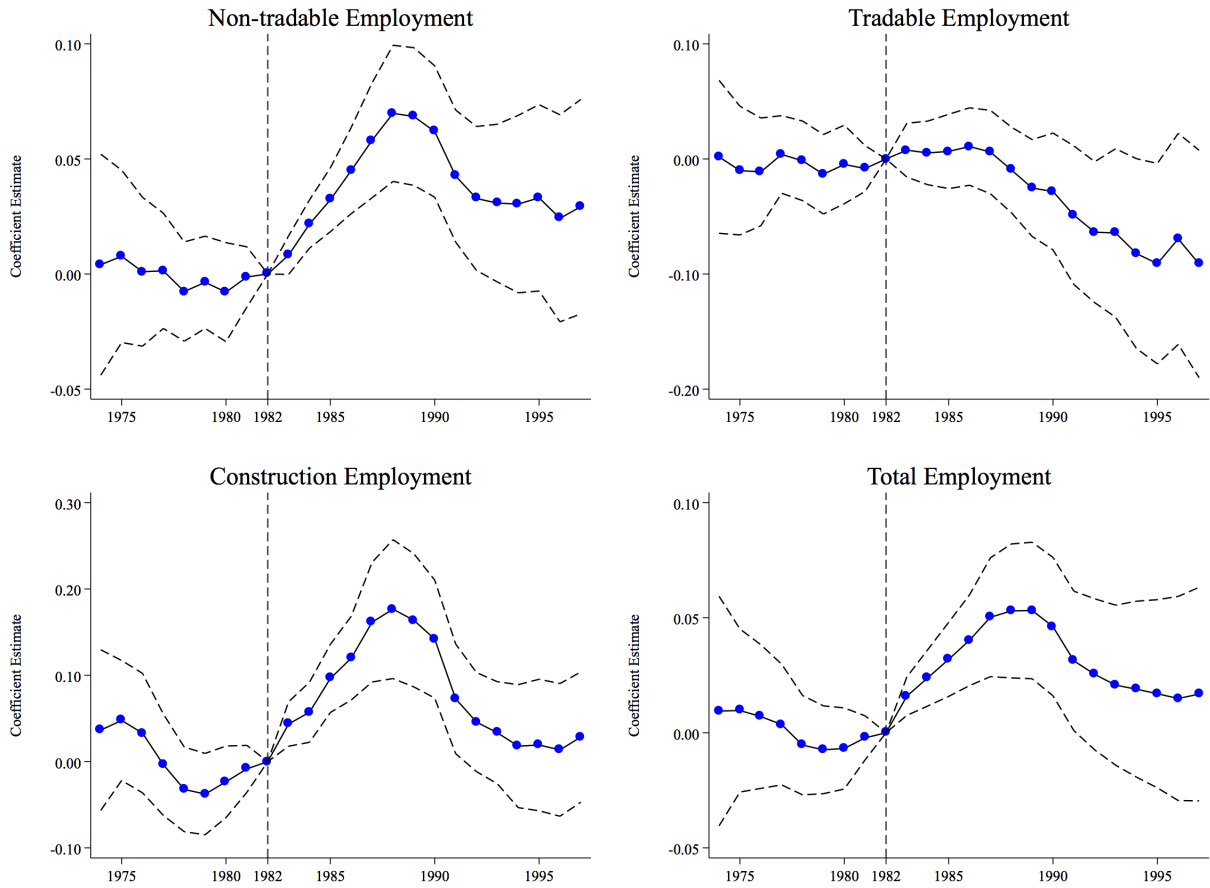 Non-tradable Employment
Coefficient Estimate
0.10
0.05
0.00
-0.05
1975 1980 1982 1985 1990 1995
Tradable Employment
Coefficient Estimate
0.10
0.00
-0.10
-0.20
1975 1980 1982 1985 1990 1995
Construction Employment
Coefficient Estimate
0.30
0.20
0.10
0.00
-0.10
1975 1980 1982 1985 1990 1995
Total Employment
Coefficient Estimate
0.10
0.05
0.00
-0.05
1975 1980 1982 1985 1990 1995